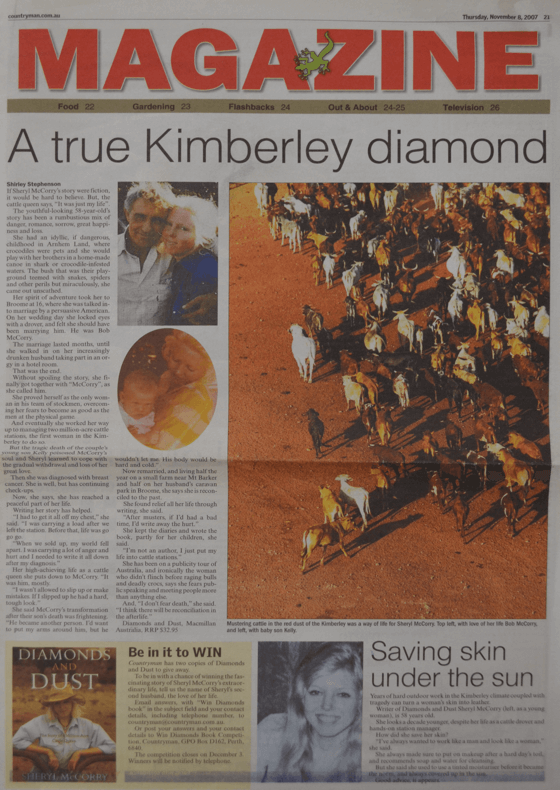 countryman.com.au
Thursday, November 8, 2007 21
MAGAZINE
Food 22 Gardening 23 Flashbacks 24 Out & About 24-25 Television 26
A true Kimberley diamond
Shirley Stephenson
If Sheryl McCorry's story were fiction,
it would be hard to believe. But, the
cattle queen says, "It was just my life".
The youthful-looking 58-year-old's
story has been a rambunctious mix of
danger, romance, sorrow, great happi-
ness and loss.
She had an idyllic, if dangerous,
childhood in Arnhem Land, where
crocodiles were pets and she would
play with her brothers in a home-made
canoe in shark or crocodile-infested
waters. The bush that was their play-
ground teemed with snakes, spiders
and other perils but miraculously, she
came out unscathed.
Her spirit of adventure took her to
Broome at 16, where she was talked in-
to marriage by a persuasive American.
On her wedding day she locked eyes
with a drover, and felt she should have
been marrying him. He was Bob
McCorry.
The marriage lasted months, until
she walked in on her increasingly
drunken husband taking part in an or-
gy in a hotel room.
That was the end.
Without spoiling the story, she fi-
nally got together with "McCorry", as
she called him.
She proved herself as the only wom-
an in his team of stockmen, overcom-
ing her fears to become as good as the
men at the physical game.
And eventually she worked her way
up to managing two million-acre cattle
stations, the first woman in the Kim-
berley to do so.
But the tragic death of the couple's
young son Kelly poisoned McCorry's
soul and Sheryl learned to cope with
the gradual withdrawal and loss of her
great love.
Then she was diagnosed with breast
cancer. She is well, but has continuing
check-ups.
Now, she says, she has reached a
peaceful part of her life.
Writing her story has helped.
"I had to get it all off my chest," she
said. "I was carrying a load after we
left the station. Before that, life was go
go go.
"When we sold up, my world fell
apart. I was carrying a lot of anger and
hurt and I needed to write it all down
after my diagnosis."
Her high-achieving life as a cattle
queen she puts down to McCorry. "It
was him, mostly.
"I wasn't allowed to slip up or make
mistakes. If I slipped up he had a hard,
tough look."
She said McCorry's transformation
after their son's death was frightening.
"He became another person. I'd want
to put my arms around him, but he
wouldn't let me. His body would be
hard and cold."
Now remarried, and living half the
year on a small farm near Mt Barker
and half on her husband's caravan
park in Broome, she says she is recon-
ciled to the past.
She found relief all her life through
writing, she said.
"After musters, if I'd had a bad
time, I'd write away the hurt."
She kept the diaries and wrote the
book, partly for her children, she
said.
"I'm not an author, I just put my
life into cattle stations."
She has been on a publicity tour of
Australia, and ironically the woman
who didn't flinch before raging bulls
and deadly crocs, says she fears pub-
lic speaking and meeting people more
than anything else.
And, "I don't fear death," she said.
"I think there will be reconciliation in
the afterlife."
Diamonds and Dust, Macmillan
Australia, RRP $32.95
Mustering cattle in the red dust of the Kimberley was a way of life for Sheryl McCorry. Top left, with love of her life Bob McCorry,
and left, with baby son Kelly.
DIAMONDS
AND
DUST
SHERYL McCORRY
Be in it to WIN
Countryman has two copies of Diamonds
and Dust to give away.
To be in with a chance of winning the fas-
cinating story of Sheryl McCorry's extraor-
dinary life, tell us the name of Sheryl's sec-
ond husband, the love of her life.
Email answers, with "Win Diamonds
book" in the subject field and your contact
details, including telephone number, to
countryman@countryman.com.au
Or post your answers and your contact
details to Win Diamonds Book Competi-
tion, Countryman, GPO Box D162, Perth,
6840.
The competition closes on December 1.
Winners will be notified by telephone.
Saving skin
under the sun
Years of hard outdoor work in the Kimberley climate coupled with
tragedy can turn a woman's skin into leather.
Writer of Diamonds and Dust Sheryl McCorry (left, as a young
woman), is 58 years old.
She looks a decade younger, despite her life as a cattle drover and
hands-on station manager.
How did she save her skin?
"I've always wanted to work like a man and look like a woman,"
she said.
She always made sure to put on makeup after a hard day's toil,
and recommends soap and water for cleansing.
But she said she used to use a tinted moisturiser before it became
Good advice, it appears.